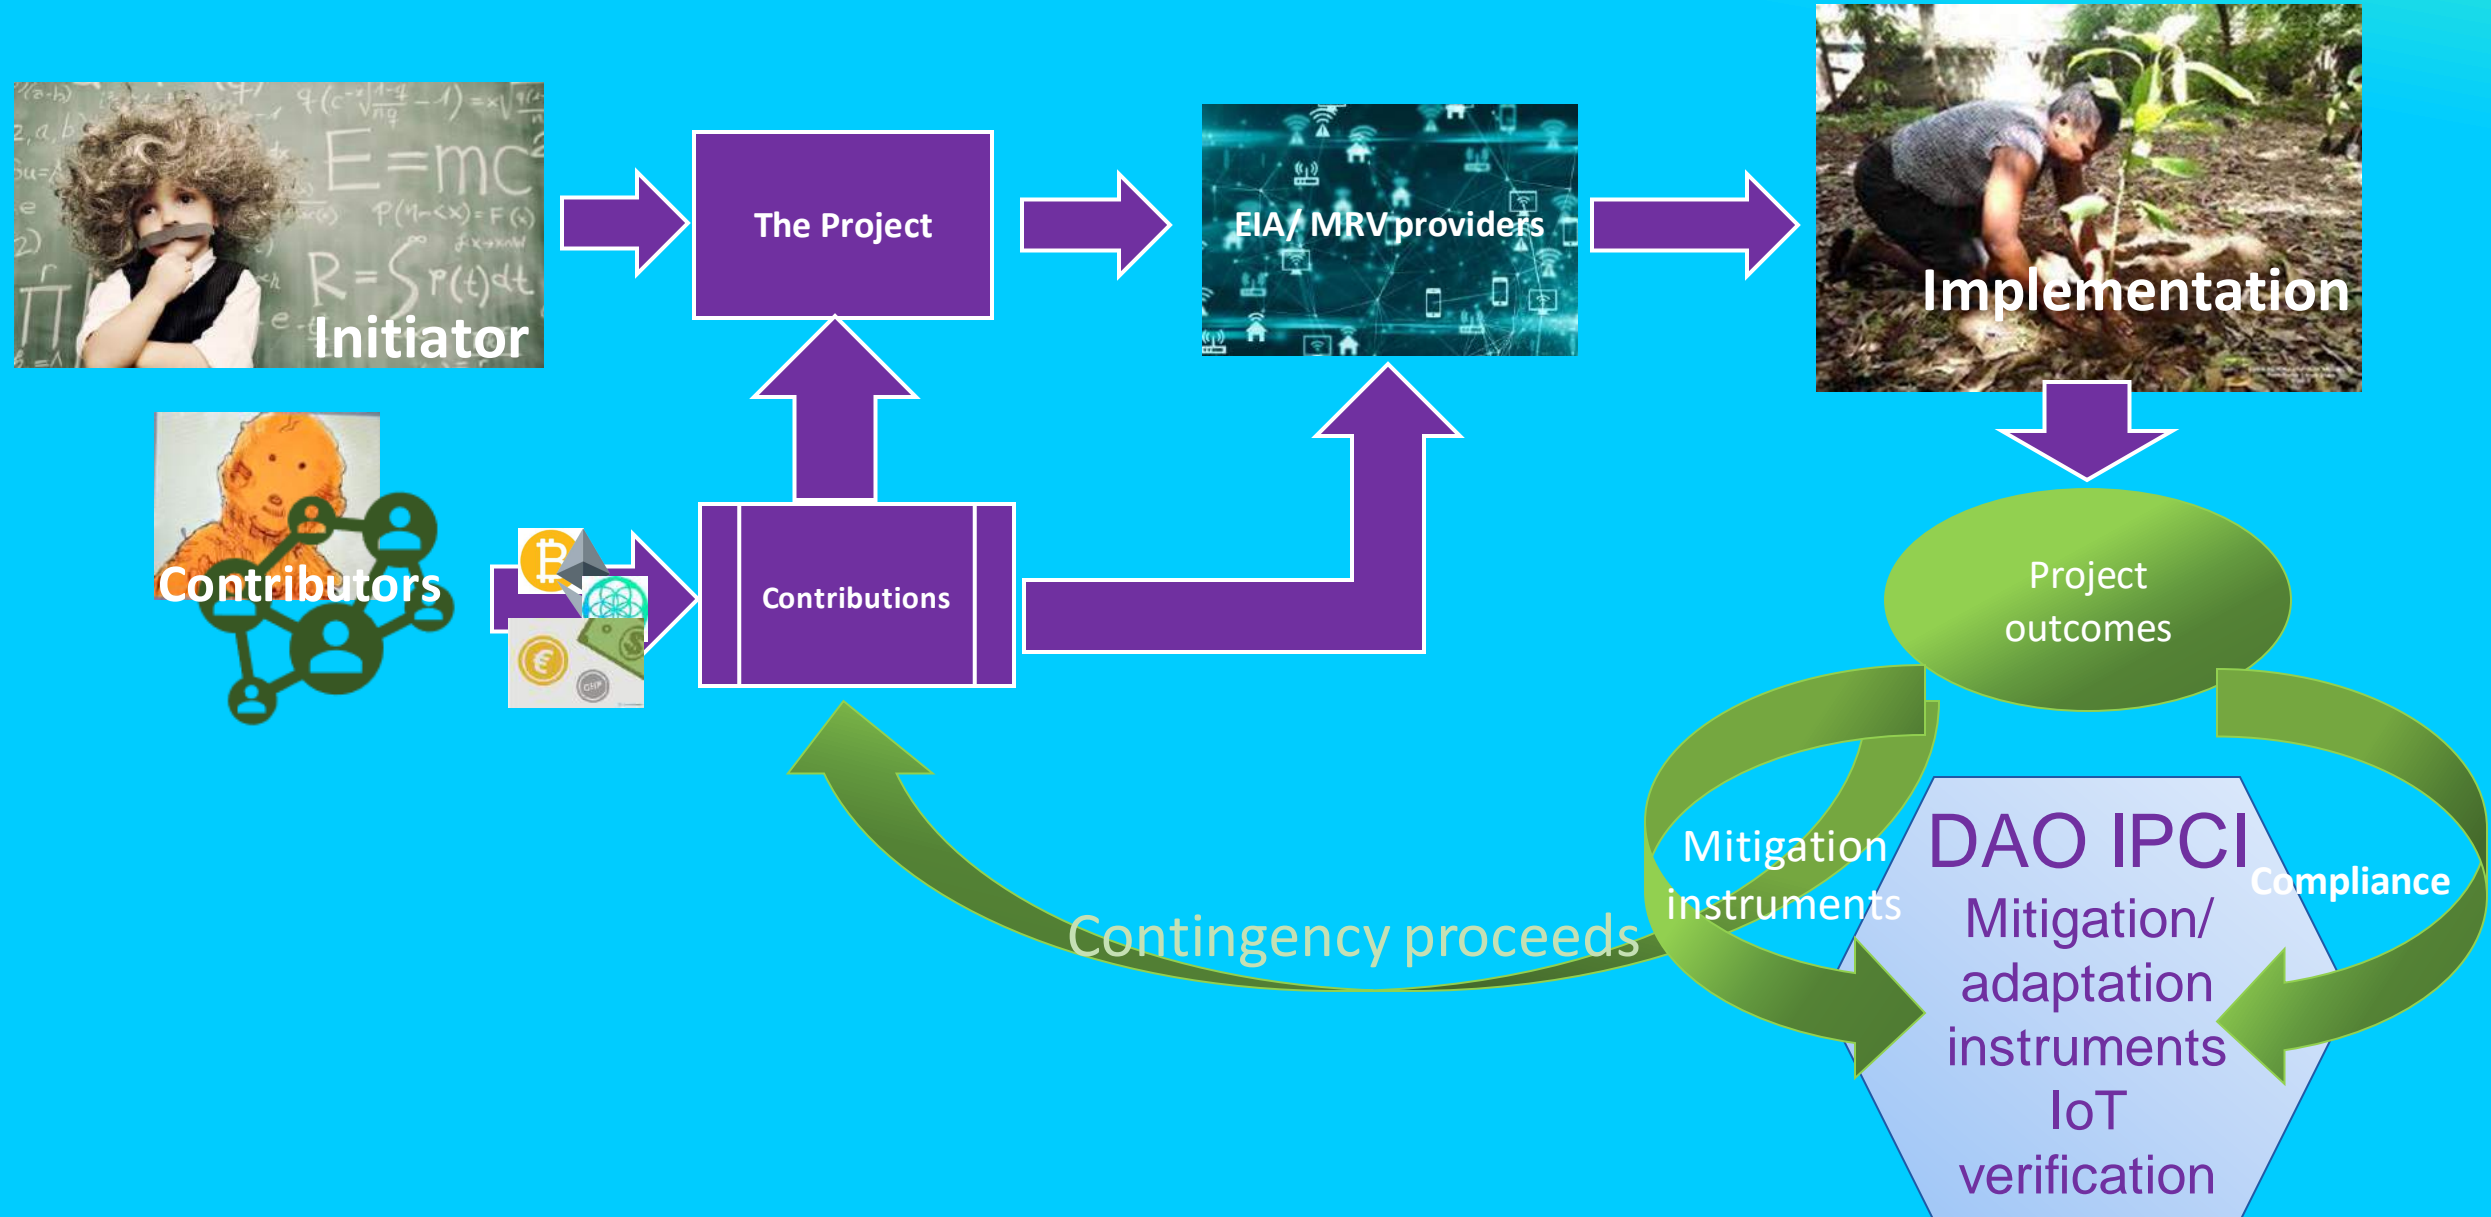 E=mc²
Initiator
The Project
EIA/ MRV providers
Implementation
Contributors
Contributions
Project
outcomes
Mitigation
instruments
Contingency proceeds
DAO IPCI
Mitigation/
adaptation
instruments
IoT
verification
Compliance